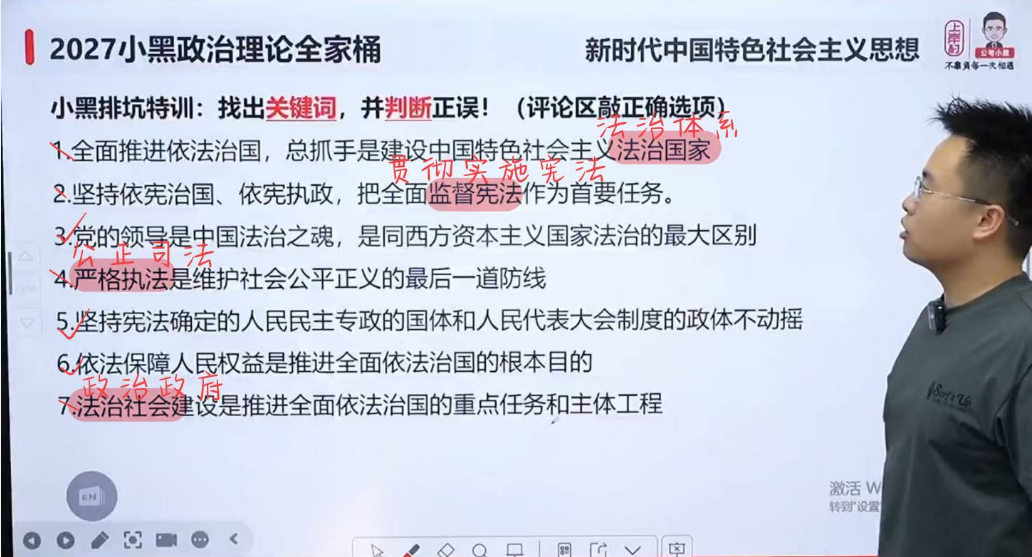 2027小黑政治理论全家桶
新时代中国特色社会主义思想
上岸村
公考小黑
不辜负每一次相遇
小黑排坑特训：找出关键词，并判断正误！（评论区敲正确选项）
法治体系
1.全面推进依法治国，总抓手是建设中国特色社会主义法治国家
贯彻实施宪法
2.坚持依宪治国、依宪执政，把全面监督宪法作为首要任务。
3.党的领导是中国法治之魂，是同西方资本主义国家法治的最大区别
公正司法
4.严格执法是维护社会公平正义的最后一道防线
5.坚持宪法确定的人民民主专政的国体和人民代表大会制度的政体不动摇
6.依法保障人民权益是推进全面依法治国的根本目的
政治政府
7.法治社会建设是推进全面依法治国的重点任务和主体工程
EN
激活 W
转到"设置"